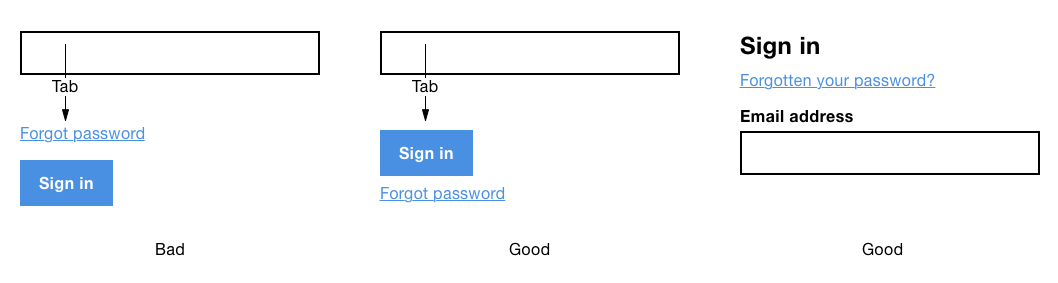 Tab
Forgot password
Sign in
Bad
Tab
Sign in
Forgot password
Good
Sign in
Forgotten your password?
Email address
Good